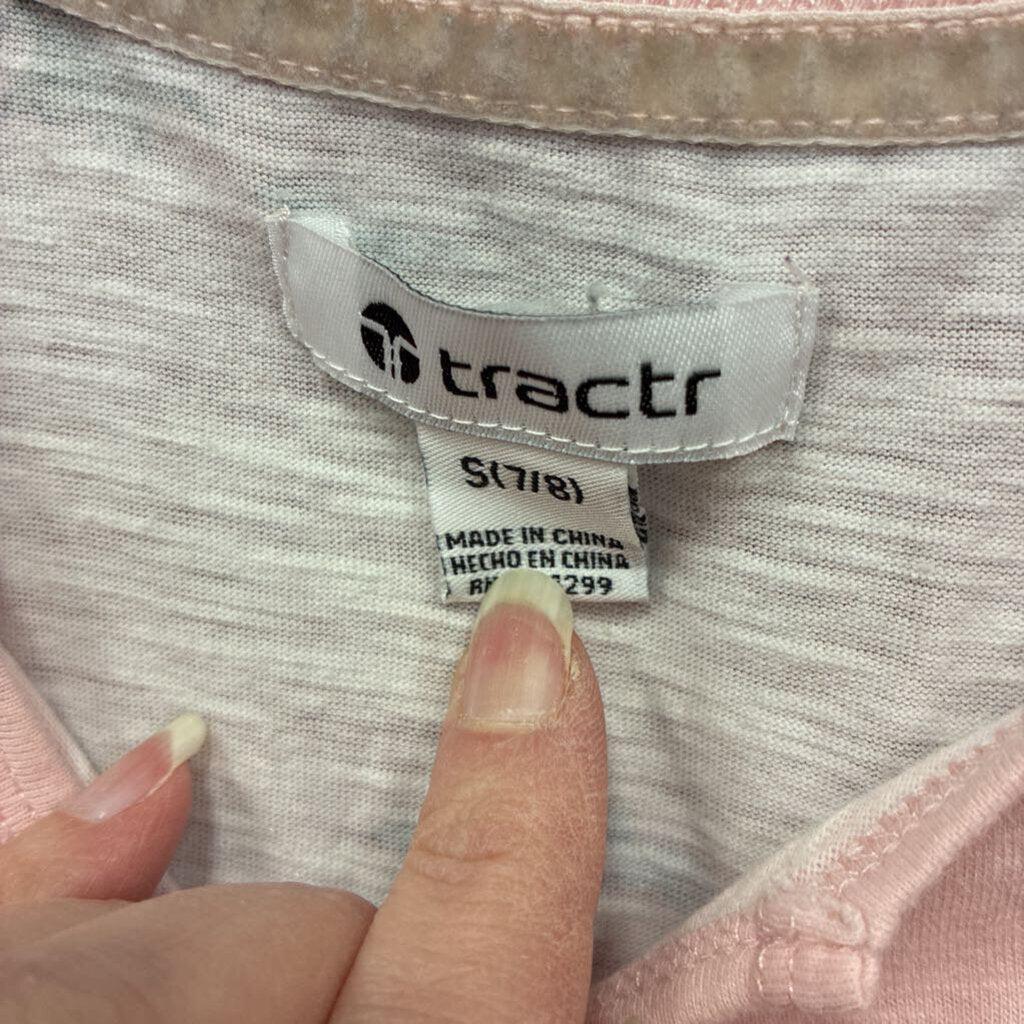 tractr
S(7/8)
MADE IN CHINA
HECHO EN CHINA